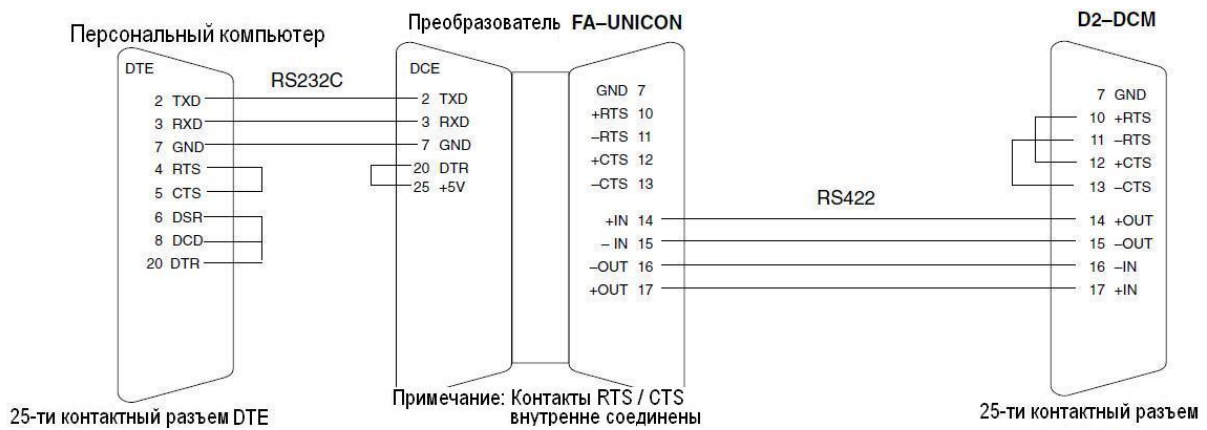 Персональный компьютер
DTE
2 TXD
3 RXD
7 GND
4 RTS
5 CTS
6 DSR
8 DCD
20 DTR
25-ти контактный разъем DTE
RS232C
Преобразователь FA–UNICON
DCE
2 TXD
3 RXD
7 GND
20 DTR
25 +5V
GND 7
+RTS 10
–RTS 11
+CTS 12
–CTS 13
+IN 14
– IN 15
–OUT 16
+OUT 17
Примечание: Контакты RTS / CTS
внутренне соединены
RS422
D2–DCM
7 GND
10 +RTS
11 –RTS
12 +CTS
13 –CTS
14 +OUT
15 –OUT
16 –IN
17 +IN
25-ти контактный разъем